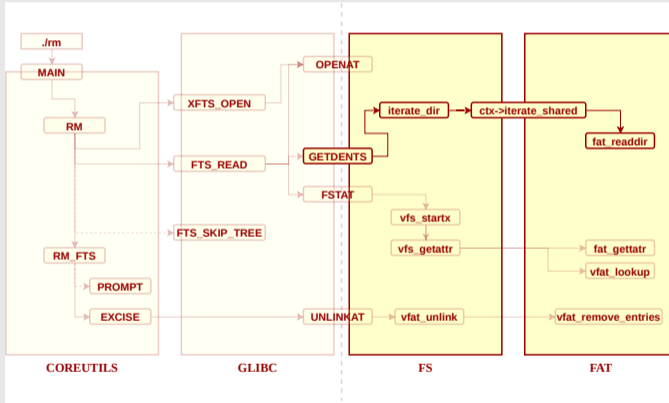 ./rm
MAIN
RM
RM_FTS
PROMPT
EXCISE
COREUTILS
XFTS_OPEN
FTS_READ
FTS_SKIP_TREE
GLIBC
OPENAT
GETDENTS
FSTAT
UNLINKAT
iterate_dir
vfs_startx
vfs_getattr
vfat_unlink
FS
ctx->iterate_shared
fat_readdir
fat_gettatr
vfat_lookup
vfat_remove_entries
FAT